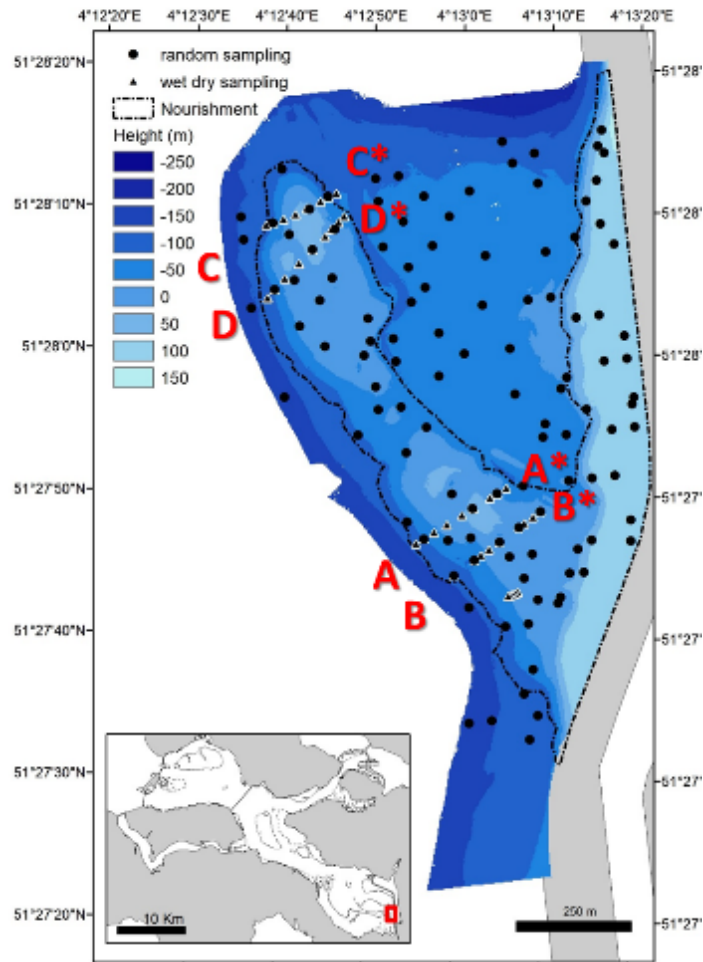 4°12'20"E 4°12'30"E 4°12'40"E 4°12'50"E 4°13'0"E 4°13'10"E 4°13'20"E
51°28'20"N
random sampling
wet dry sampling
Nourishment
Height (m)
-250
-200
-150
-100
-50
0
50
100
150
51°28'10"N
51°28'0"N
51°27'50"N
51°27'40"N
51°27'30"N
51°27'20"N
C*
D*
C
D
A*
B*
A
B
51°28'
51°28'
51°28'
51°27'
51°27'
51°27'
51°27'
10 Km
250 m